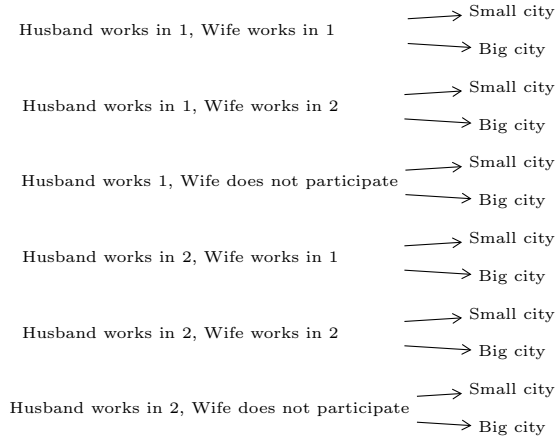 Small city
Husband works in 1, Wife works in 1
Big city
Small city
Husband works in 1, Wife works in 2
Big city
Small city
Husband works 1, Wife does not participate
Big city
Small city
Husband works in 2, Wife works in 1
Big city
Small city
Husband works in 2, Wife works in 2
Big city
Small city
Husband works in 2, Wife does not participate
Big city